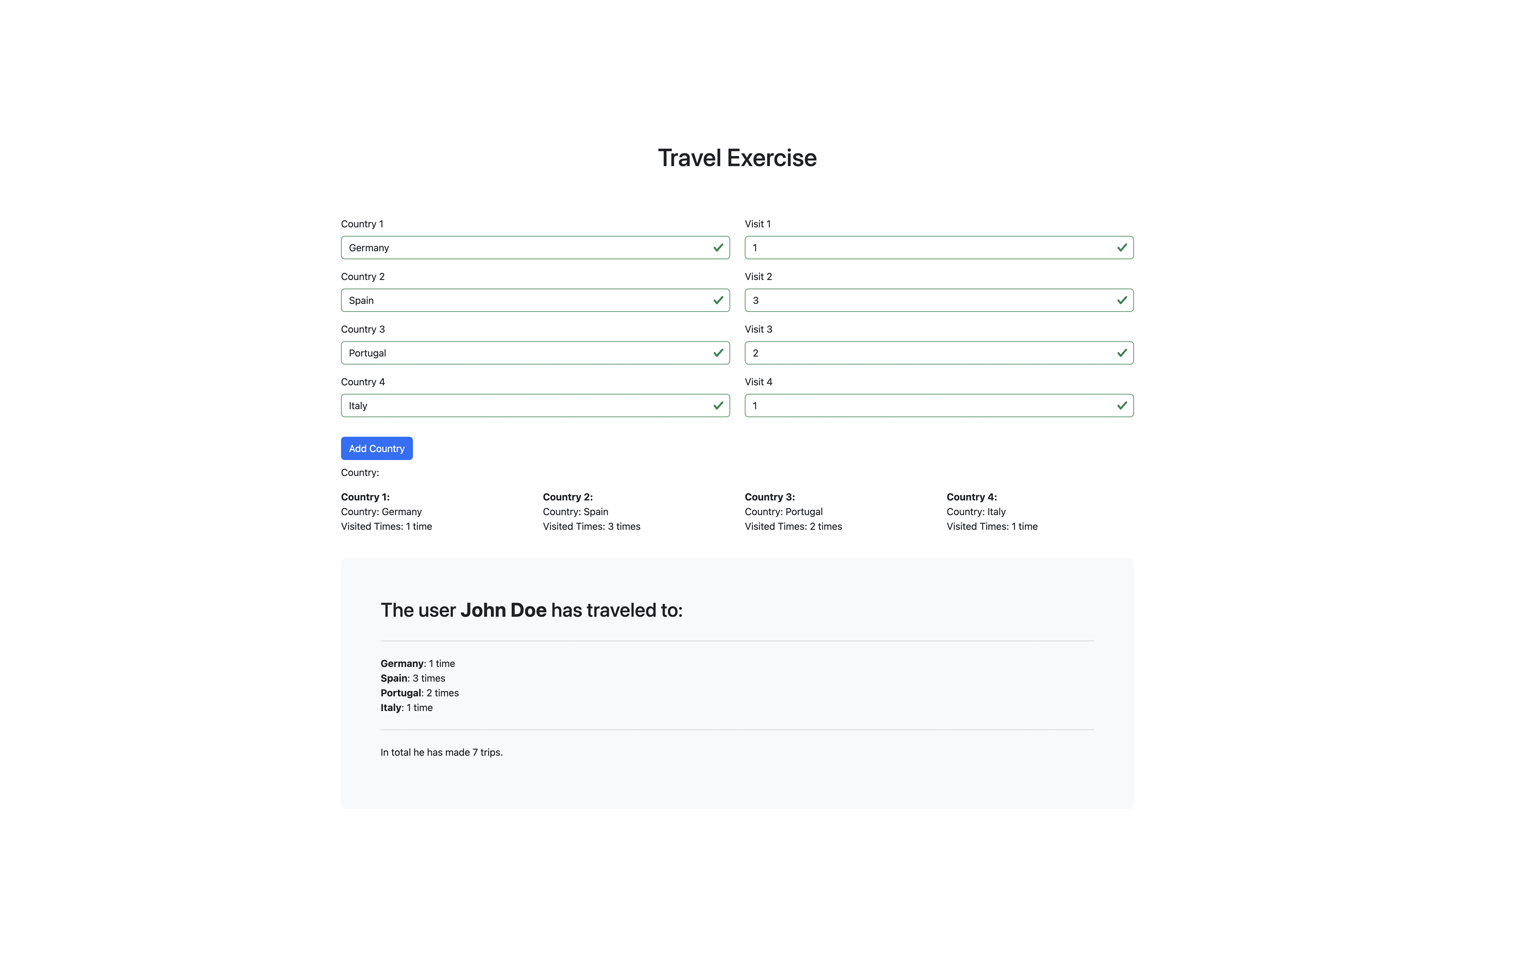 Travel Exercise
Country 1
Visit 1
Germany
1
Country 2
Visit 2
Spain
3
Country 3
Visit 3
Portugal
2
Country 4
Visit 4
Italy
1
Add Country
Country:
Country 1:
Country: Germany
Visited Times: 1 time
Country 2:
Country: Spain
Visited Times: 3 times
Country 3:
Country: Portugal
Visited Times: 2 times
Country 4:
Country: Italy
Visited Times: 1 time
The user John Doe has traveled to:
Germany: 1 time
Spain: 3 times
Portugal: 2 times
Italy: 1 time
In total he has made 7 trips.